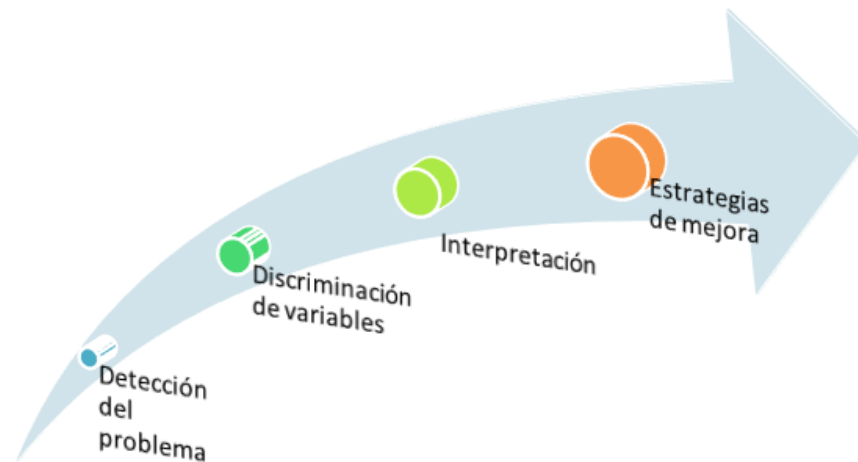 Detección
del
problema
Discriminación
de variables
Interpretación
Estrategias
de mejora